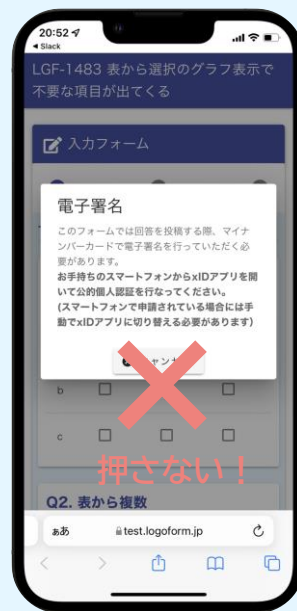 20:52
◀ Slack
LGF-1483 表から選択のグラフ表示で
不要な項目が出てくる
入力フォーム
電子署名
このフォームでは回答を投稿する際、マイナ
ンバーカードで電子署名を行っていただく必
要があります。
お手持ちのスマートフォンからxIDアプリを開
いて公的個人認証を行なってください。
(スマートフォンで申請されている場合には手
動でxIDアプリに切り替える必要があります)
ャン
b
c
押さない！
Q2. 表から複数
ぁあ
test.logoform.jp